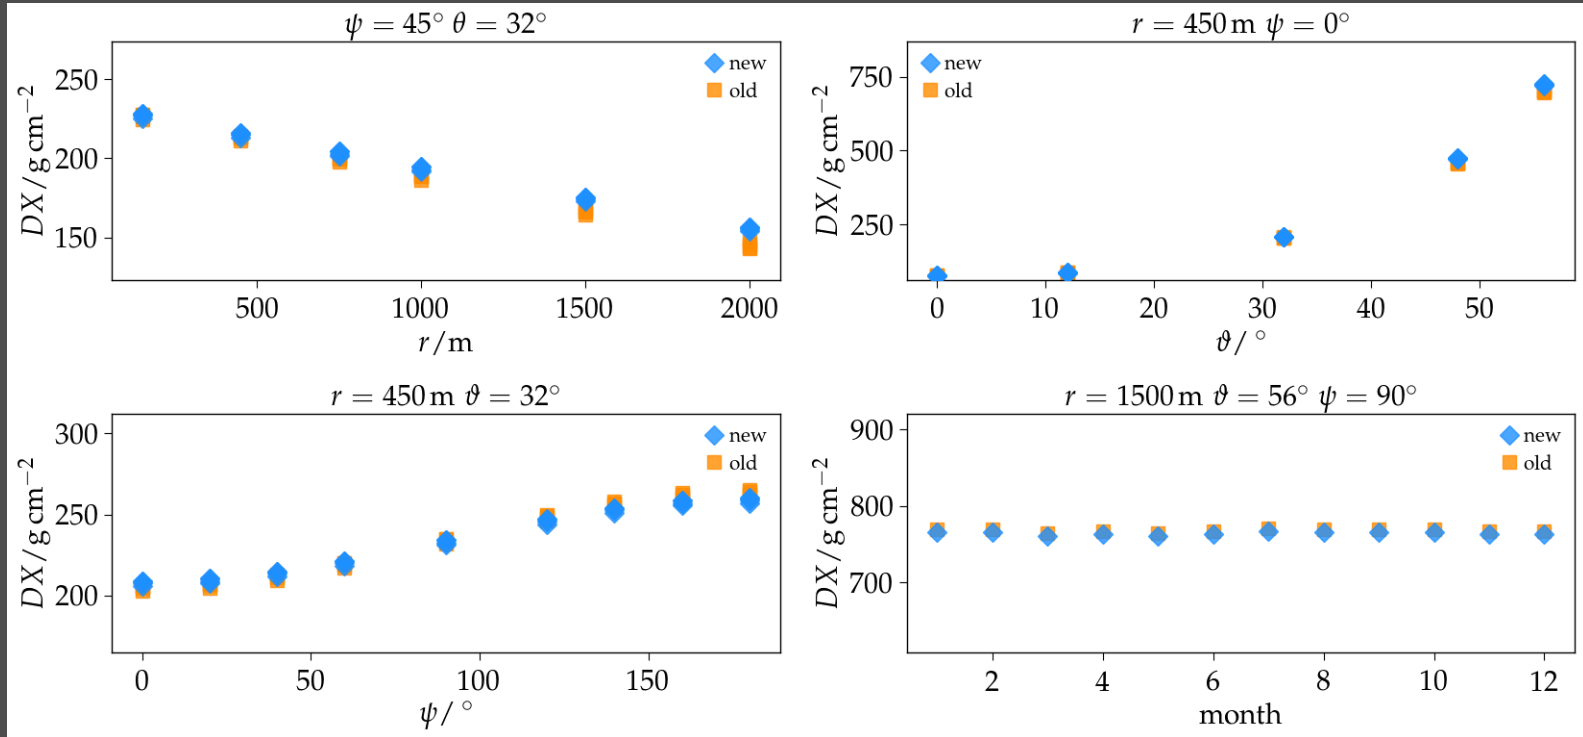 ψ = 45° θ = 32°
250
200
150
DX/g cm⁻²
new
old
500
1000
1500
2000
r/m
r = 450 m ψ = 0°
750
500
250
DX/g cm⁻²
new
old
0
10
20
30
40
50
ϑ/ °
r = 450 m ϑ = 32°
300
250
200
DX/g cm⁻²
new
old
0
50
100
150
ψ/ °
r = 1500 m ϑ = 56° ψ = 90°
900
800
700
DX/g cm⁻²
new
old
2
4
6
8
10
12
month